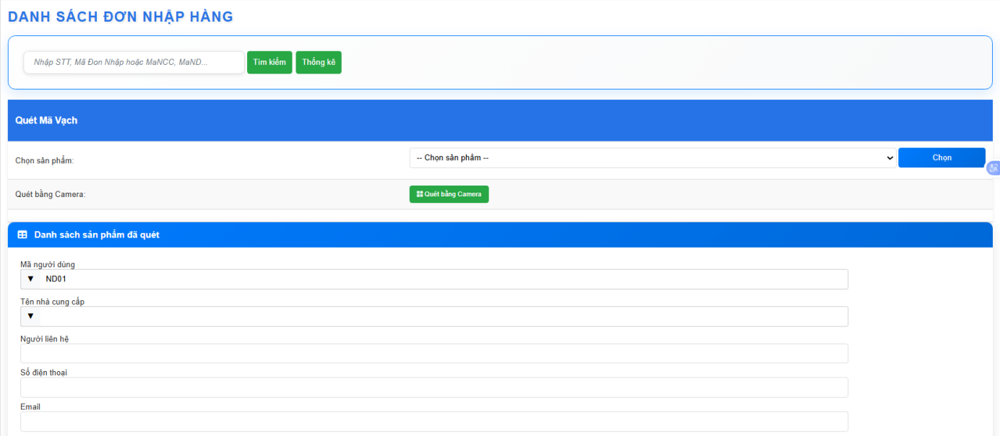 DANH SÁCH ĐƠN NHẬP HÀNG
Nhập STT, Mã Đon Nhập hoặc MaNCC, MaND...
Tìm kiếm
Thống kê
Quét Mã Vạch
Chọn sản phẩm:
-- Chọn sản phẩm --
Chọn
Quét bằng Camera:
Quét bằng Camera
Danh sách sản phẩm đã quét
Mã người dùng
▼ ND01
Tên nhà cung cấp
▼
Người liên hệ
Số điện thoại
Email